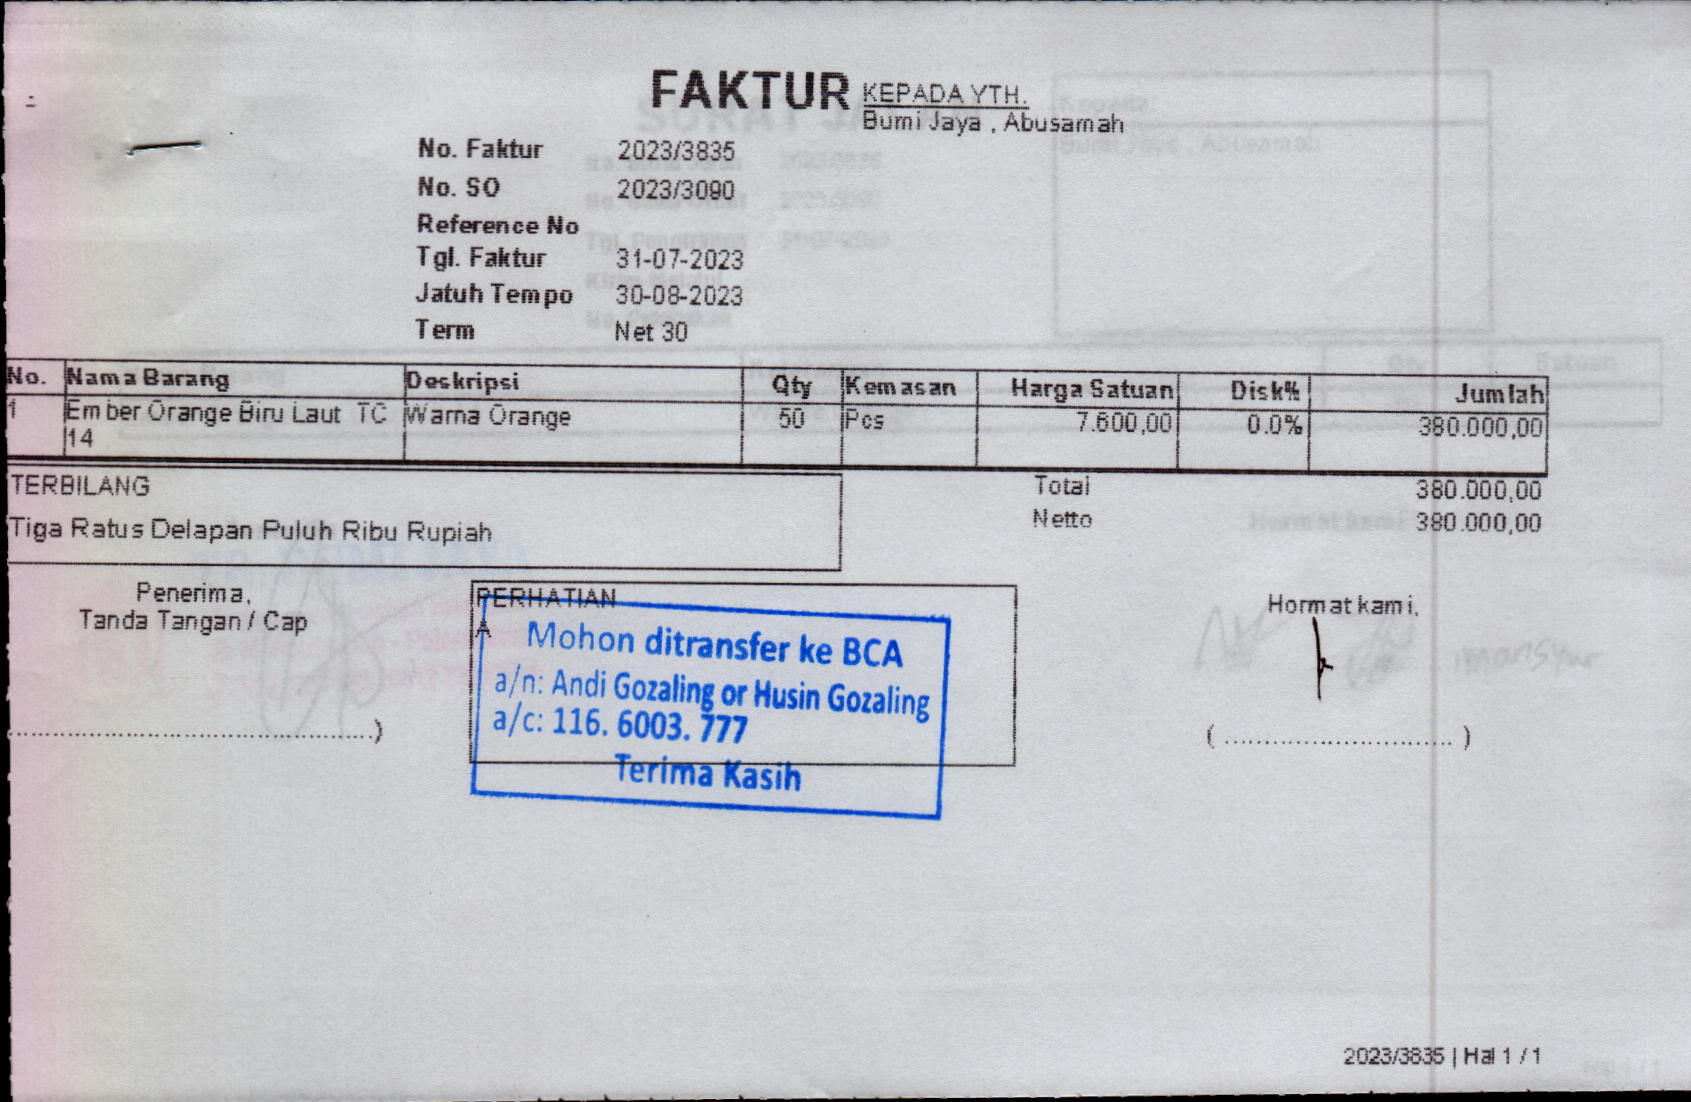 FAKTUR
KEPADA YTH.
Bumi Jaya , Abusamah
No. Faktur 2023/3835
No. SO 2023/3090
Reference No
Tgl. Faktur 31-07-2023
Jatuh Tempo 30-08-2023
Term Net 30
No. Nama Barang Deskripsi Qty Kemasan Harga Satuan Disk% Jumlah
1 Ember Orange Biru Laut TC Warna Orange 50 Pcs 7.600,00 0.0% 380.000,00
14
TERBILANG
Tiga Ratus Delapan Puluh Ribu Rupiah
Total 380.000,00
Netto 380.000,00
Penerima,
Tanda Tangan / Cap
(..............................................)
PERHATIAN
A
Mohon ditransfer ke BCA
a/n: Andi Gozaling or Husin Gozaling
a/c: 116. 6003. 777
Terima Kasih
Hormat kami,
( ............................. )
2023/3835 | Hal 1 / 1